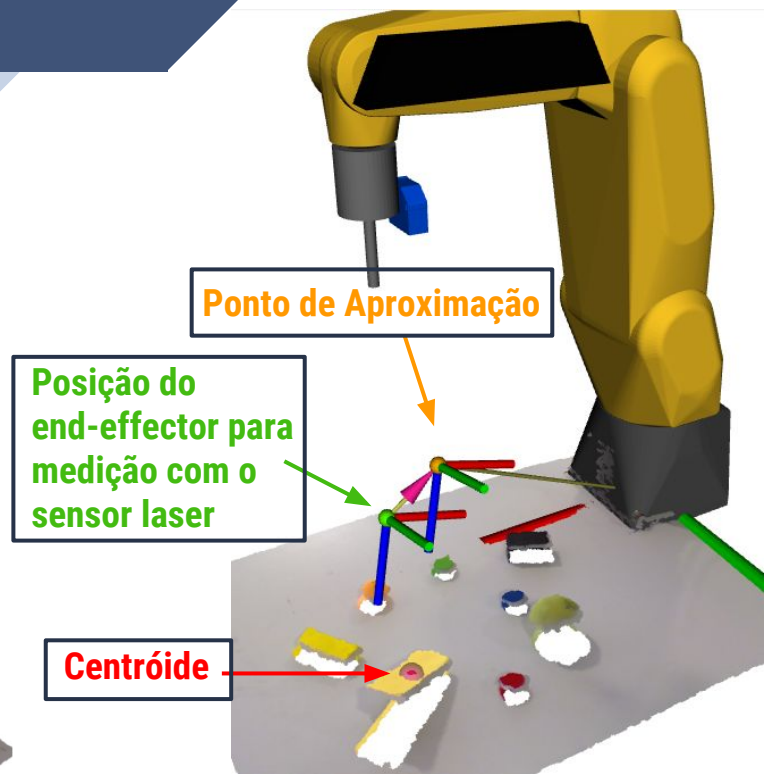 Ponto de Aproximação
Posição do
end-effector para
medição com o
sensor laser
Centróide